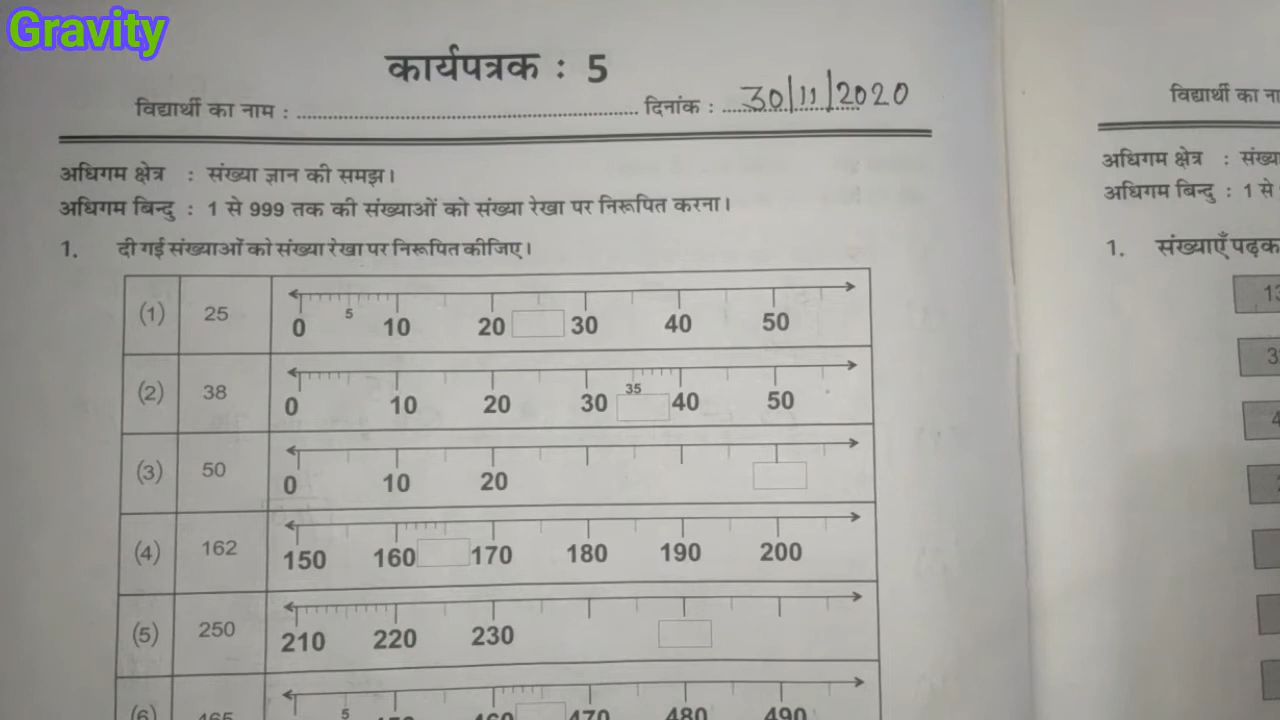 Gravity
कार्यपत्रक : 5
विद्यार्थी का नाम : ........................ दिनांक : 30/11/2020
अधिगम क्षेत्र : संख्या ज्ञान की समझ।
अधिगम बिन्दु : 1 से 999 तक की संख्याओं को संख्या रेखा पर निरूपित करना।
1. दी गई संख्याओं को संख्या रेखा पर निरूपित कीजिए।
(1) 25 0 5 10 20 30 40 50
(2) 38 0 10 20 30 35 40 50
(3) 50 0 10 20
(4) 162 150 160 170 180 190 200
(5) 250 210 220 230
(6) 465 5 460 470 480 490
विद्यार्थी का
अधिगम क्षेत्र :
अधिगम बिन्दु : 1 से
1. संख्याएँ